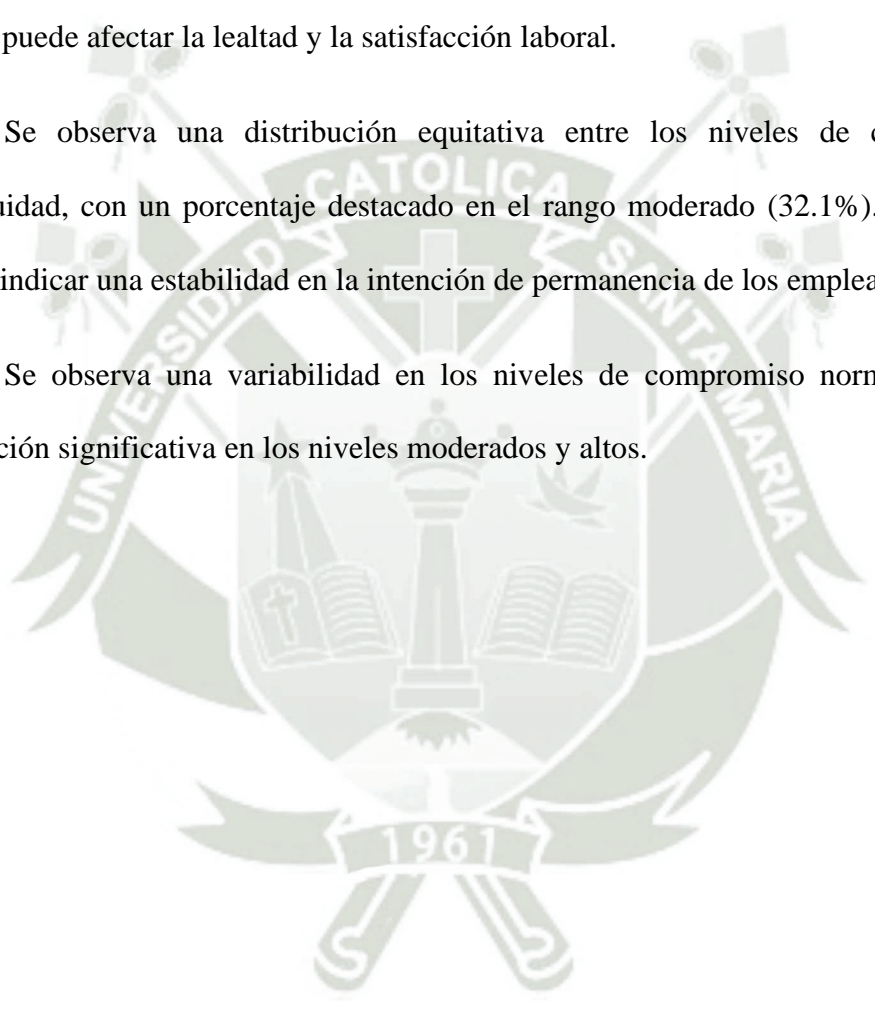 puede afectar la lealtad y la satisfacción laboral.
Se observa una distribución equitativa entre los niveles de
uidad, con un porcentaje destacado en el rango moderado (32.1%).
indicar una estabilidad en la intención de permanencia de los emplea
Se observa una variabilidad en los niveles de compromiso norm
ción significativa en los niveles moderados y altos.
UNIVERSIDAD CATOLICA SANTA MARIA
1961